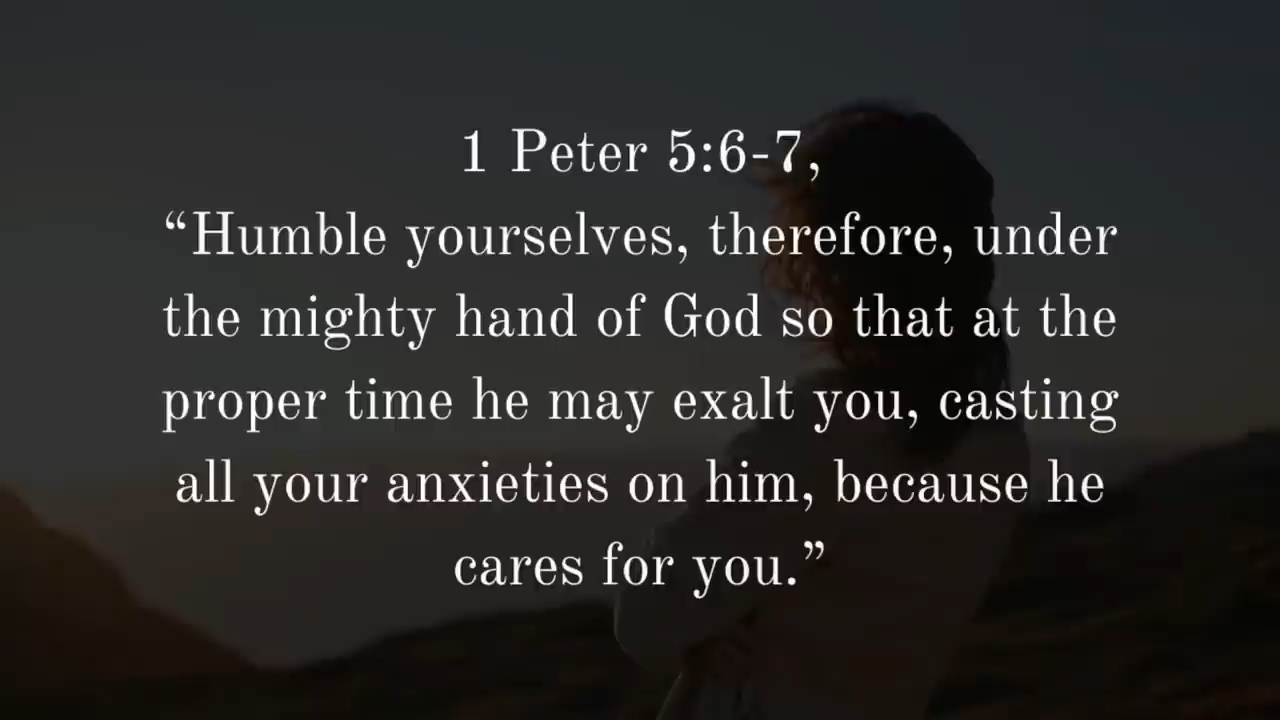 1 Peter 5:6-7,
“Humble yourselves, therefore, under
the mighty hand of God so that at the
proper time he may exalt you, casting
all your anxieties on him, because he
cares for you.”